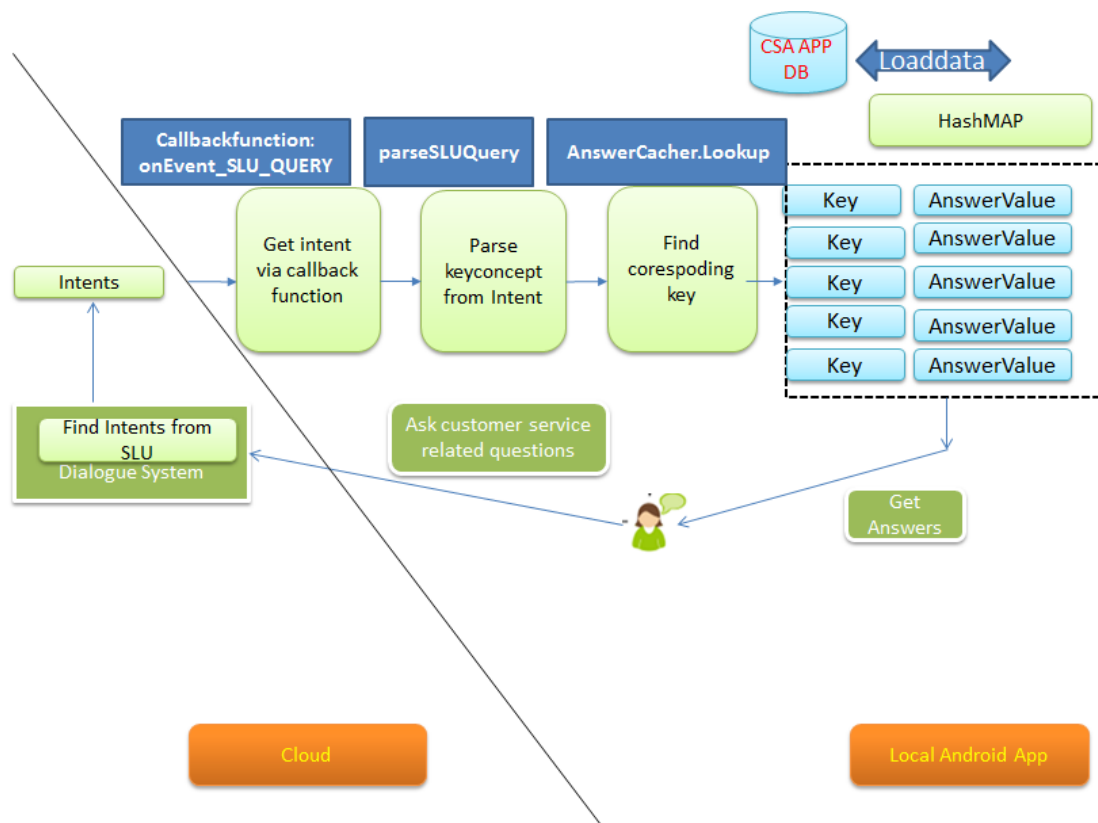 CSA APP
DB
Loaddata
HashMAP
Callbackfunction:
onEvent_SLU_QUERY
parseSLUQuery
AnswerCacher.Lookup
Get intent
via callback
function
Parse
keyconcept
from Intent
Find
corespoding
key
Key
AnswerValue
Key
AnswerValue
Key
AnswerValue
Key
AnswerValue
Key
AnswerValue
Intents
Find Intents from
SLU
Dialogue System
Ask customer service
related questions
Get
Answers
Cloud
Local Android App